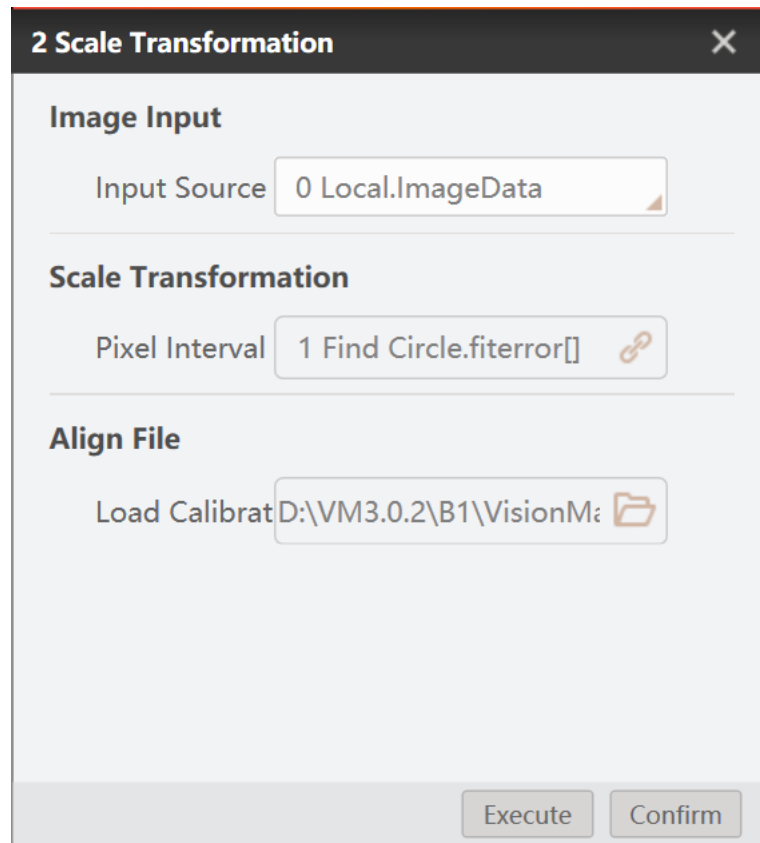 2 Scale Transformation
Image Input
Input Source 0 Local.ImageData
Scale Transformation
Pixel Interval 1 Find Circle.fiterror[]
Align File
Load Calibrat D:\VM3.0.2\B1\VisionMa
Execute Confirm